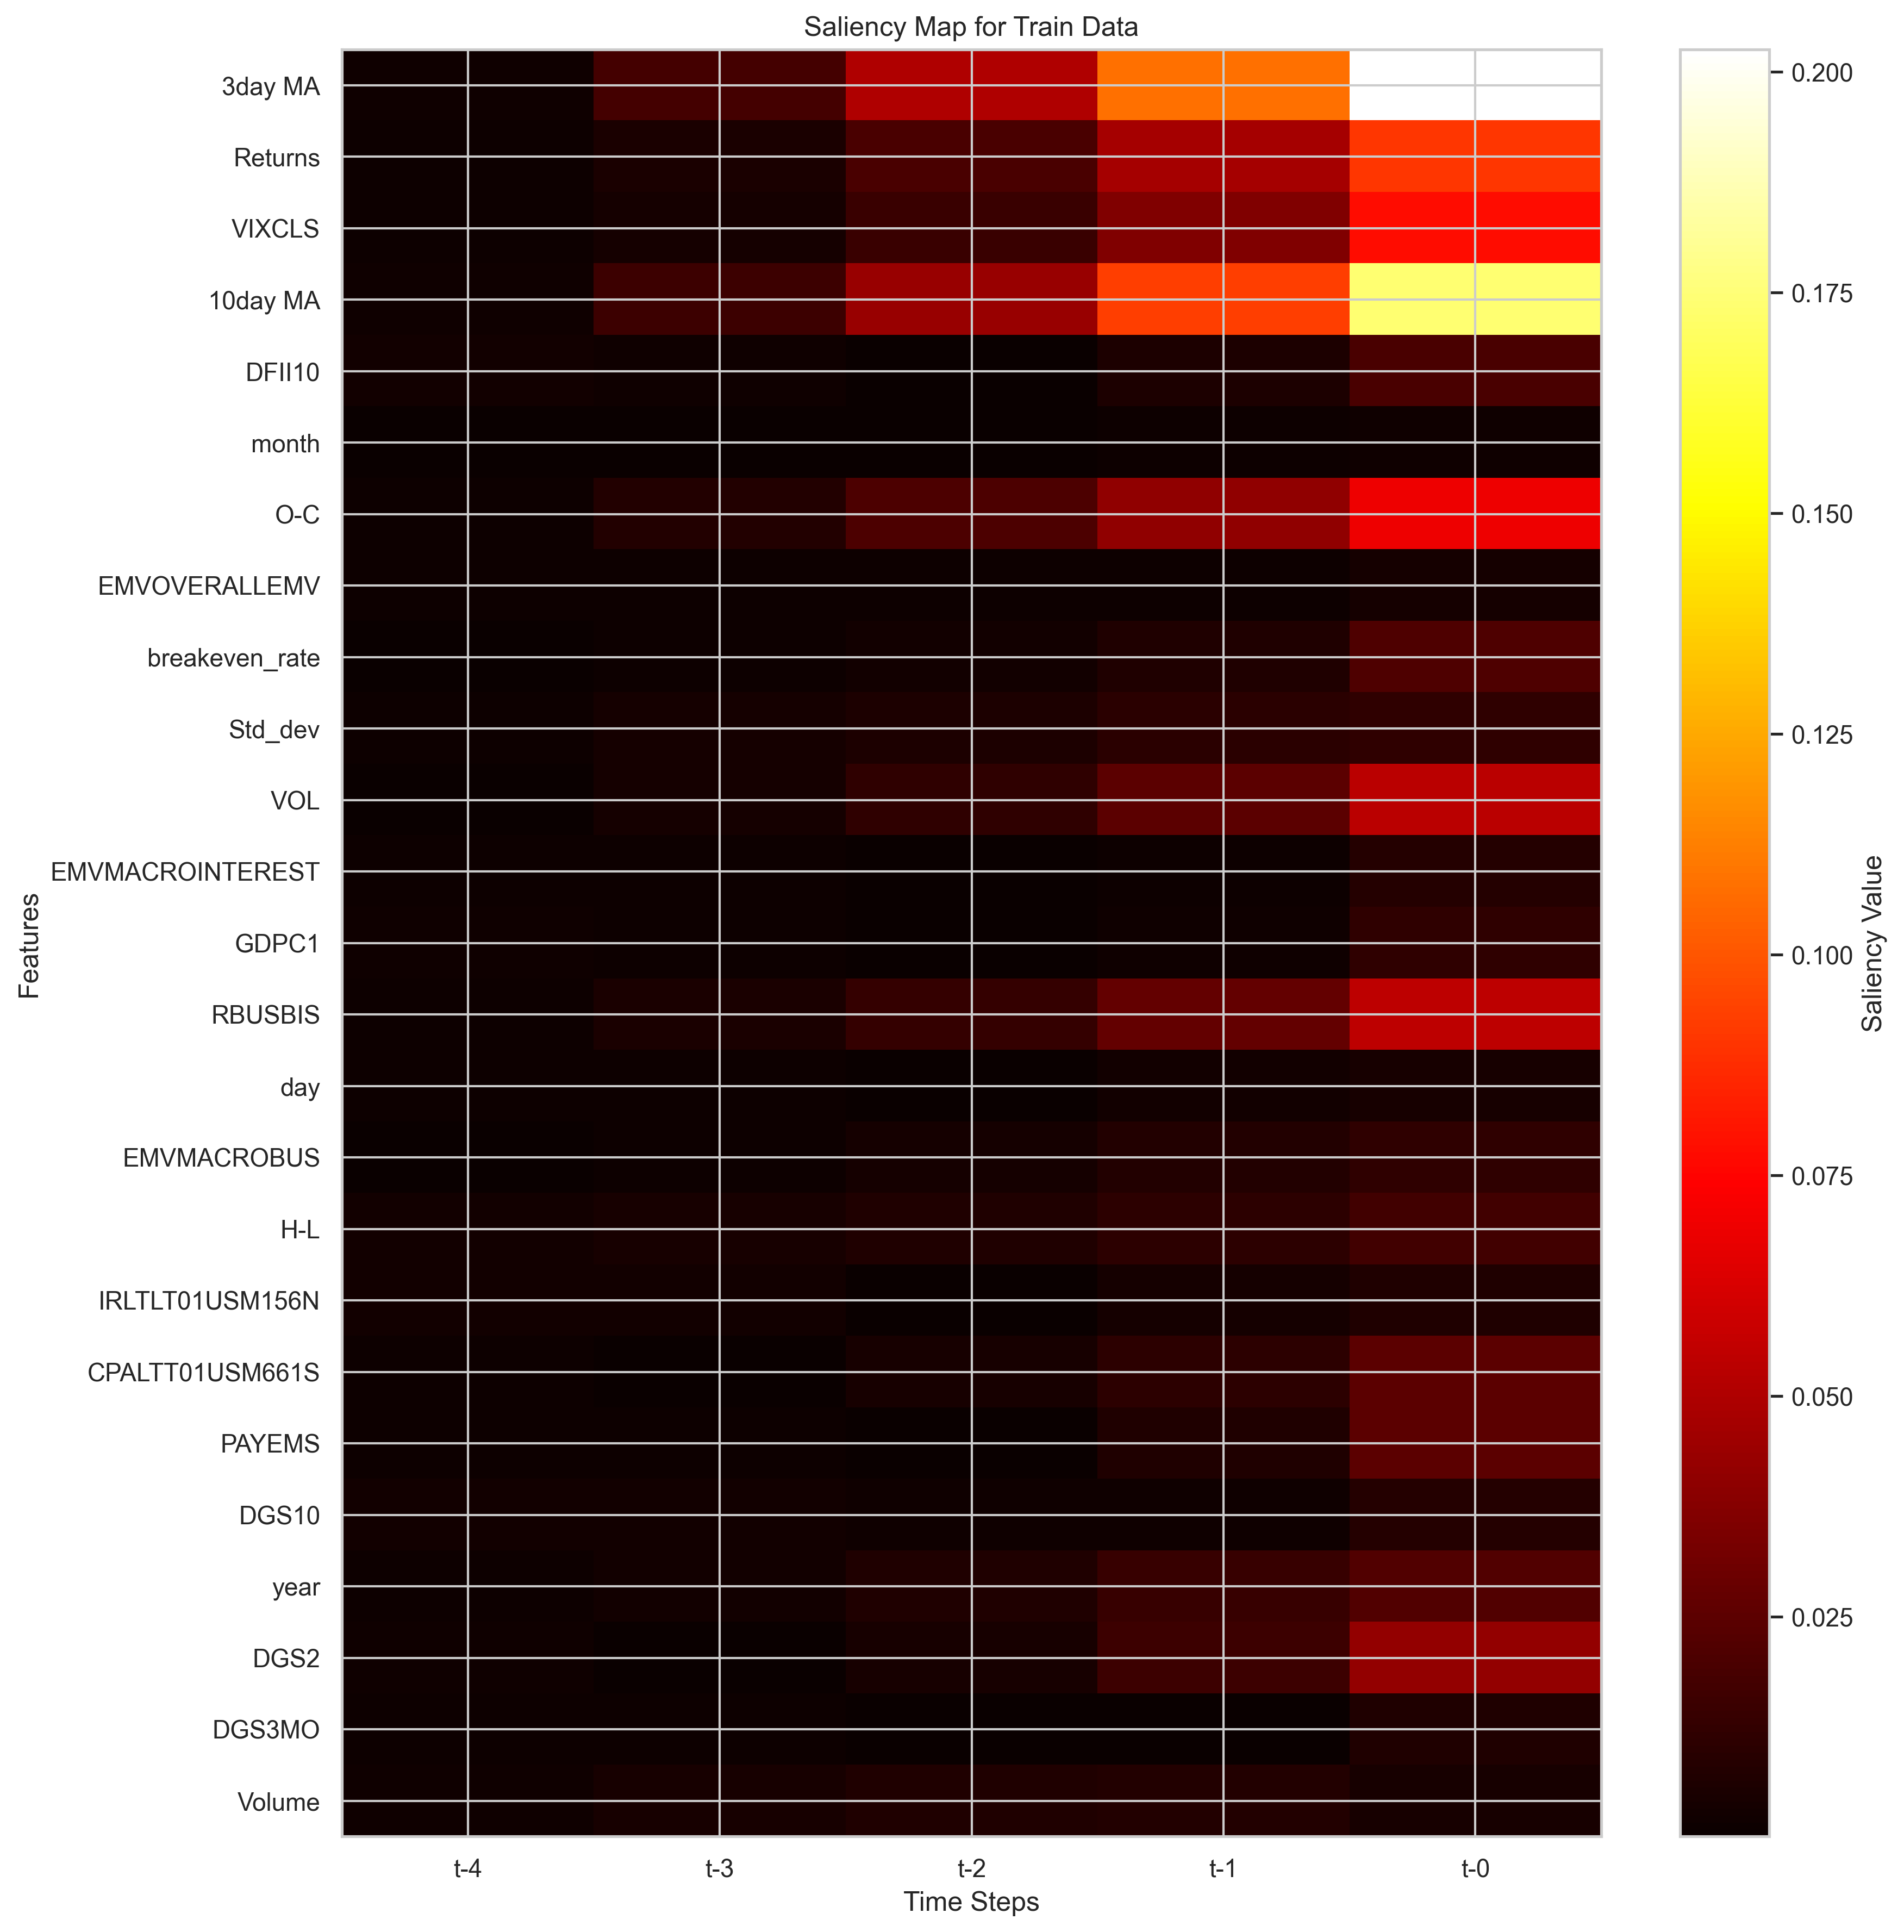 Saliency Map for Train Data
3day MA
Returns
VIXCLS
10day MA
DFII10
month
O-C
EMVOVERALLEMV
breakeven_rate
Std_dev
VOL
EMVMACROINTEREST
GDPC1
RBUSBIS
day
EMVMACROBUS
H-L
IRLTLT01USM156N
CPALTT01USM661S
PAYEMS
DGS10
year
DGS2
DGS3MO
Volume
Features
t-4 t-3 t-2 t-1 t-0
Time Steps
0.200
0.175
0.150
0.125
0.100
0.075
0.050
0.025
Saliency Value